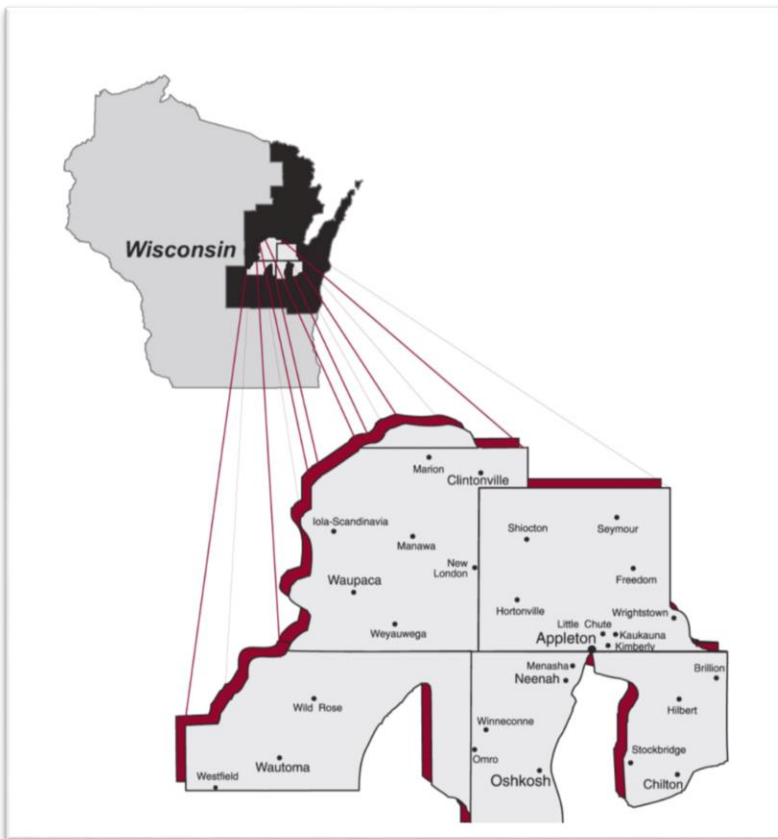 Wisconsin
Marion
Clintonville
Iola-Scandinavia
Shiocton
Seymour
Manawa
New
London
Freedom
Waupaca
Hortonville
Wrightstown
Little Chute
Weyauwega
Appleton
Kaukauna
Kimberly
Menasha
Brillion
Neenah
Wild Rose
Hilbert
Winneconne
Omro
Stockbridge
Wautoma
Westfield
Oshkosh
Chilton